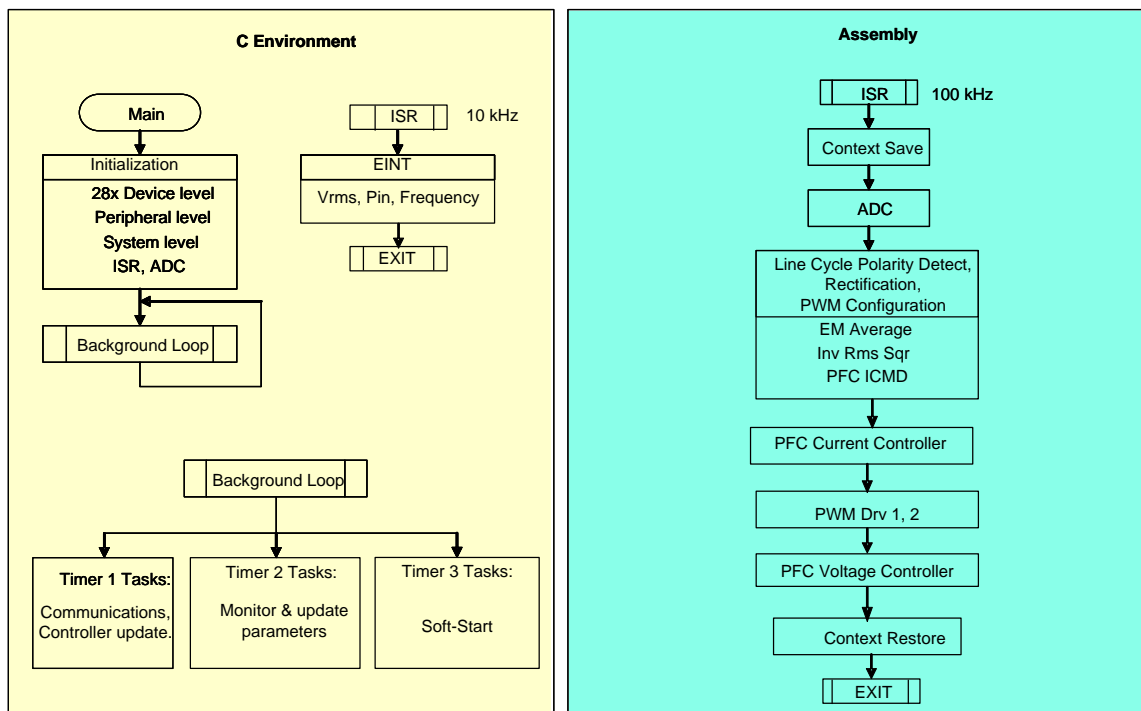 C Environment
Main
Initialization
28x Device level
Peripheral level
System level
ISR, ADC
Background Loop
ISR
10 kHz
EINT
Vrms, Pin, Frequency
EXIT
Background Loop
Timer 1 Tasks:
Communications,
Controller update.
Timer 2 Tasks:
Monitor & update
parameters
Timer 3 Tasks:
Soft-Start
Assembly
ISR
100 kHz
Context Save
ADC
Line Cycle Polarity Detect,
Rectification,
PWM Configuration
EM Average
Inv Rms Sqr
PFC ICMD
PFC Current Controller
PWM Drv 1, 2
PFC Voltage Controller
Context Restore
EXIT